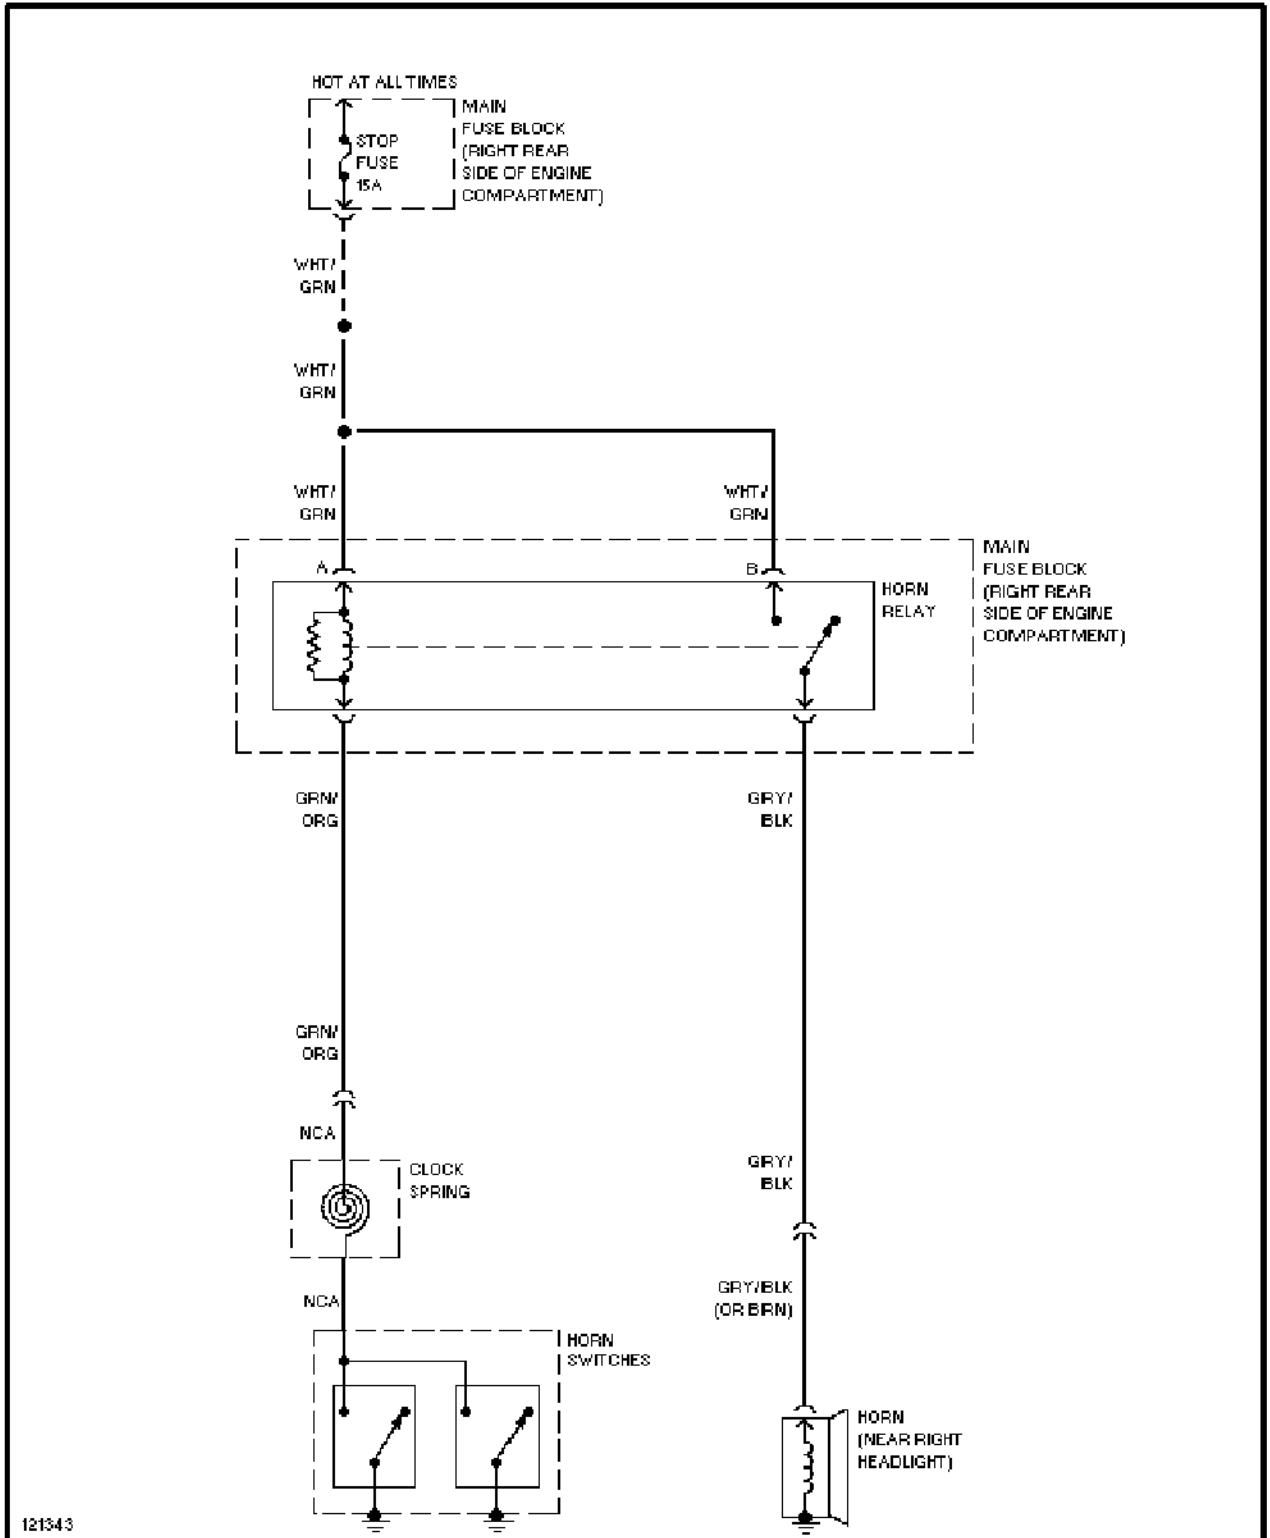 HOT AT ALL TIMES
MAIN
FUSE BLOCK
(RIGHT REAR
SIDE OF ENGINE
COMPARTMENT)
STOP
FUSE
15A
WHT/
GRN
WHT/
GRN
WHT/
GRN
WHT/
GRN
A
B
MAIN
FUSE BLOCK
(RIGHT REAR
SIDE OF ENGINE
COMPARTMENT)
HORN
RELAY
GRN/
ORG
GRY/
BLK
GRN/
ORG
NCA
CLOCK
SPRING
GRY/
BLK
NCA
GRY/BLK
(OR BRN)
HORN
SWITCHES
HORN
(NEAR RIGHT
HEADLIGHT)
121343